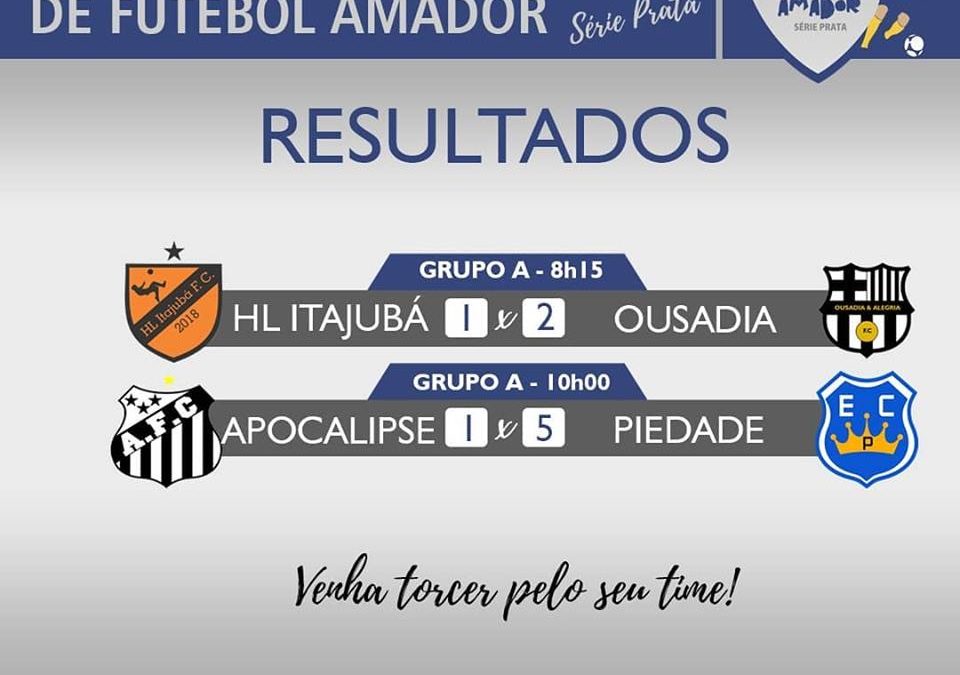 DE FUTEBOL AMADOR Série Prata
AMADOR
SÉRIE PRATA
RESULTADOS
GRUPO A - 8h15
HL Itajubá F.C.
2018
HL ITAJUBÁ 1 x 2 OUSADIA
OUSADIA & ALEGRIA
F.C
GRUPO A - 10h00
A.F.C
APOCALIPSE 1 x 5 PIEDADE
E C
P
Venha torcer pelo seu time!